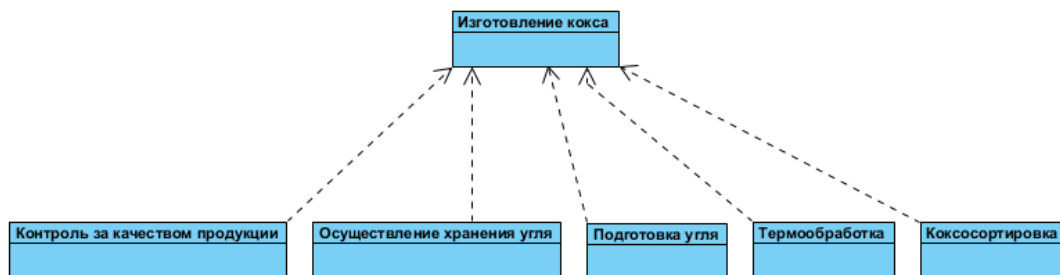 Изготовление кокса
Контроль за качеством продукции
Осуществление хранения угля
Подготовка угля
Термообработка
Коксосортировка